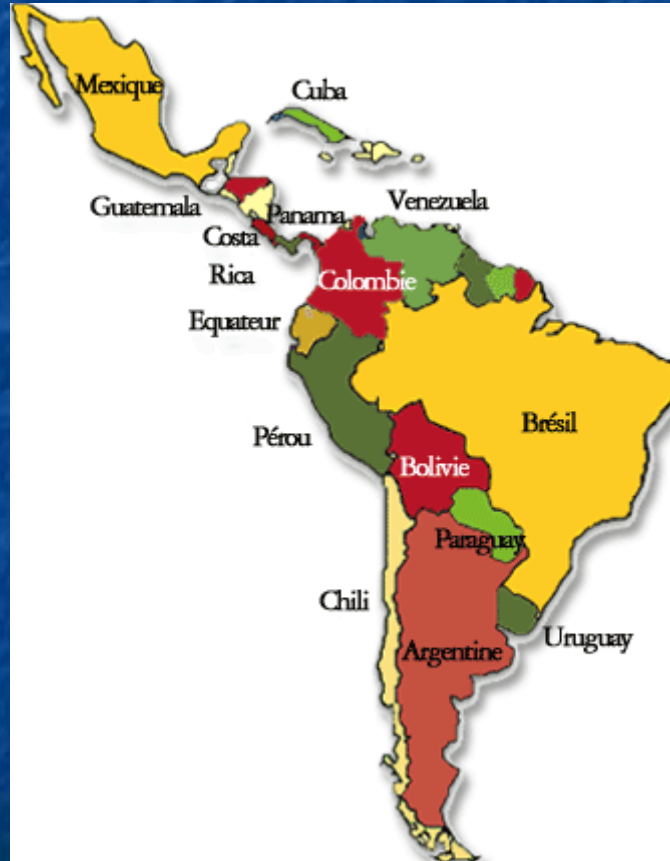 Mexique
Cuba
Guatemala
Panama
Venezuela
Costa
Rica
Colombie
Equateur
Pérou
Brésil
Bolivie
Paraguay
Chili
Uruguay
Argentine